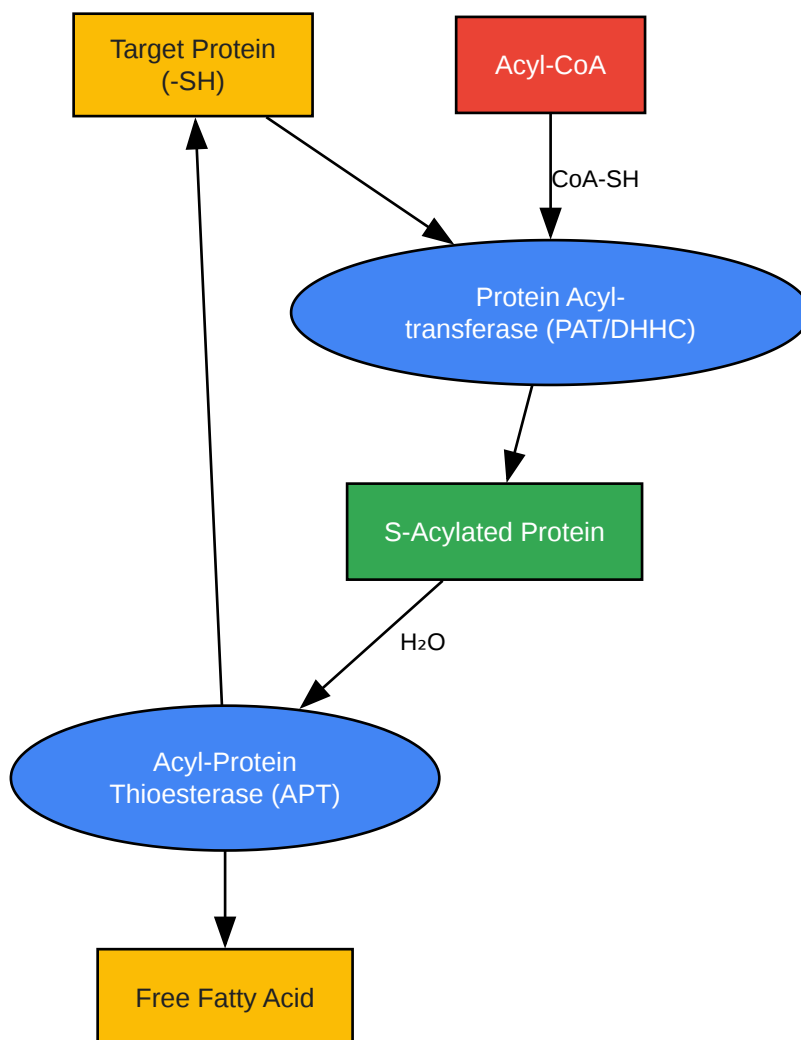 Target Protein
(-SH)
Acyl-CoA
CoA-SH
Protein Acyl-
transferase (PAT/DHHC)
S-Acylated Protein
H₂O
Acyl-Protein
Thioesterase (APT)
Free Fatty Acid